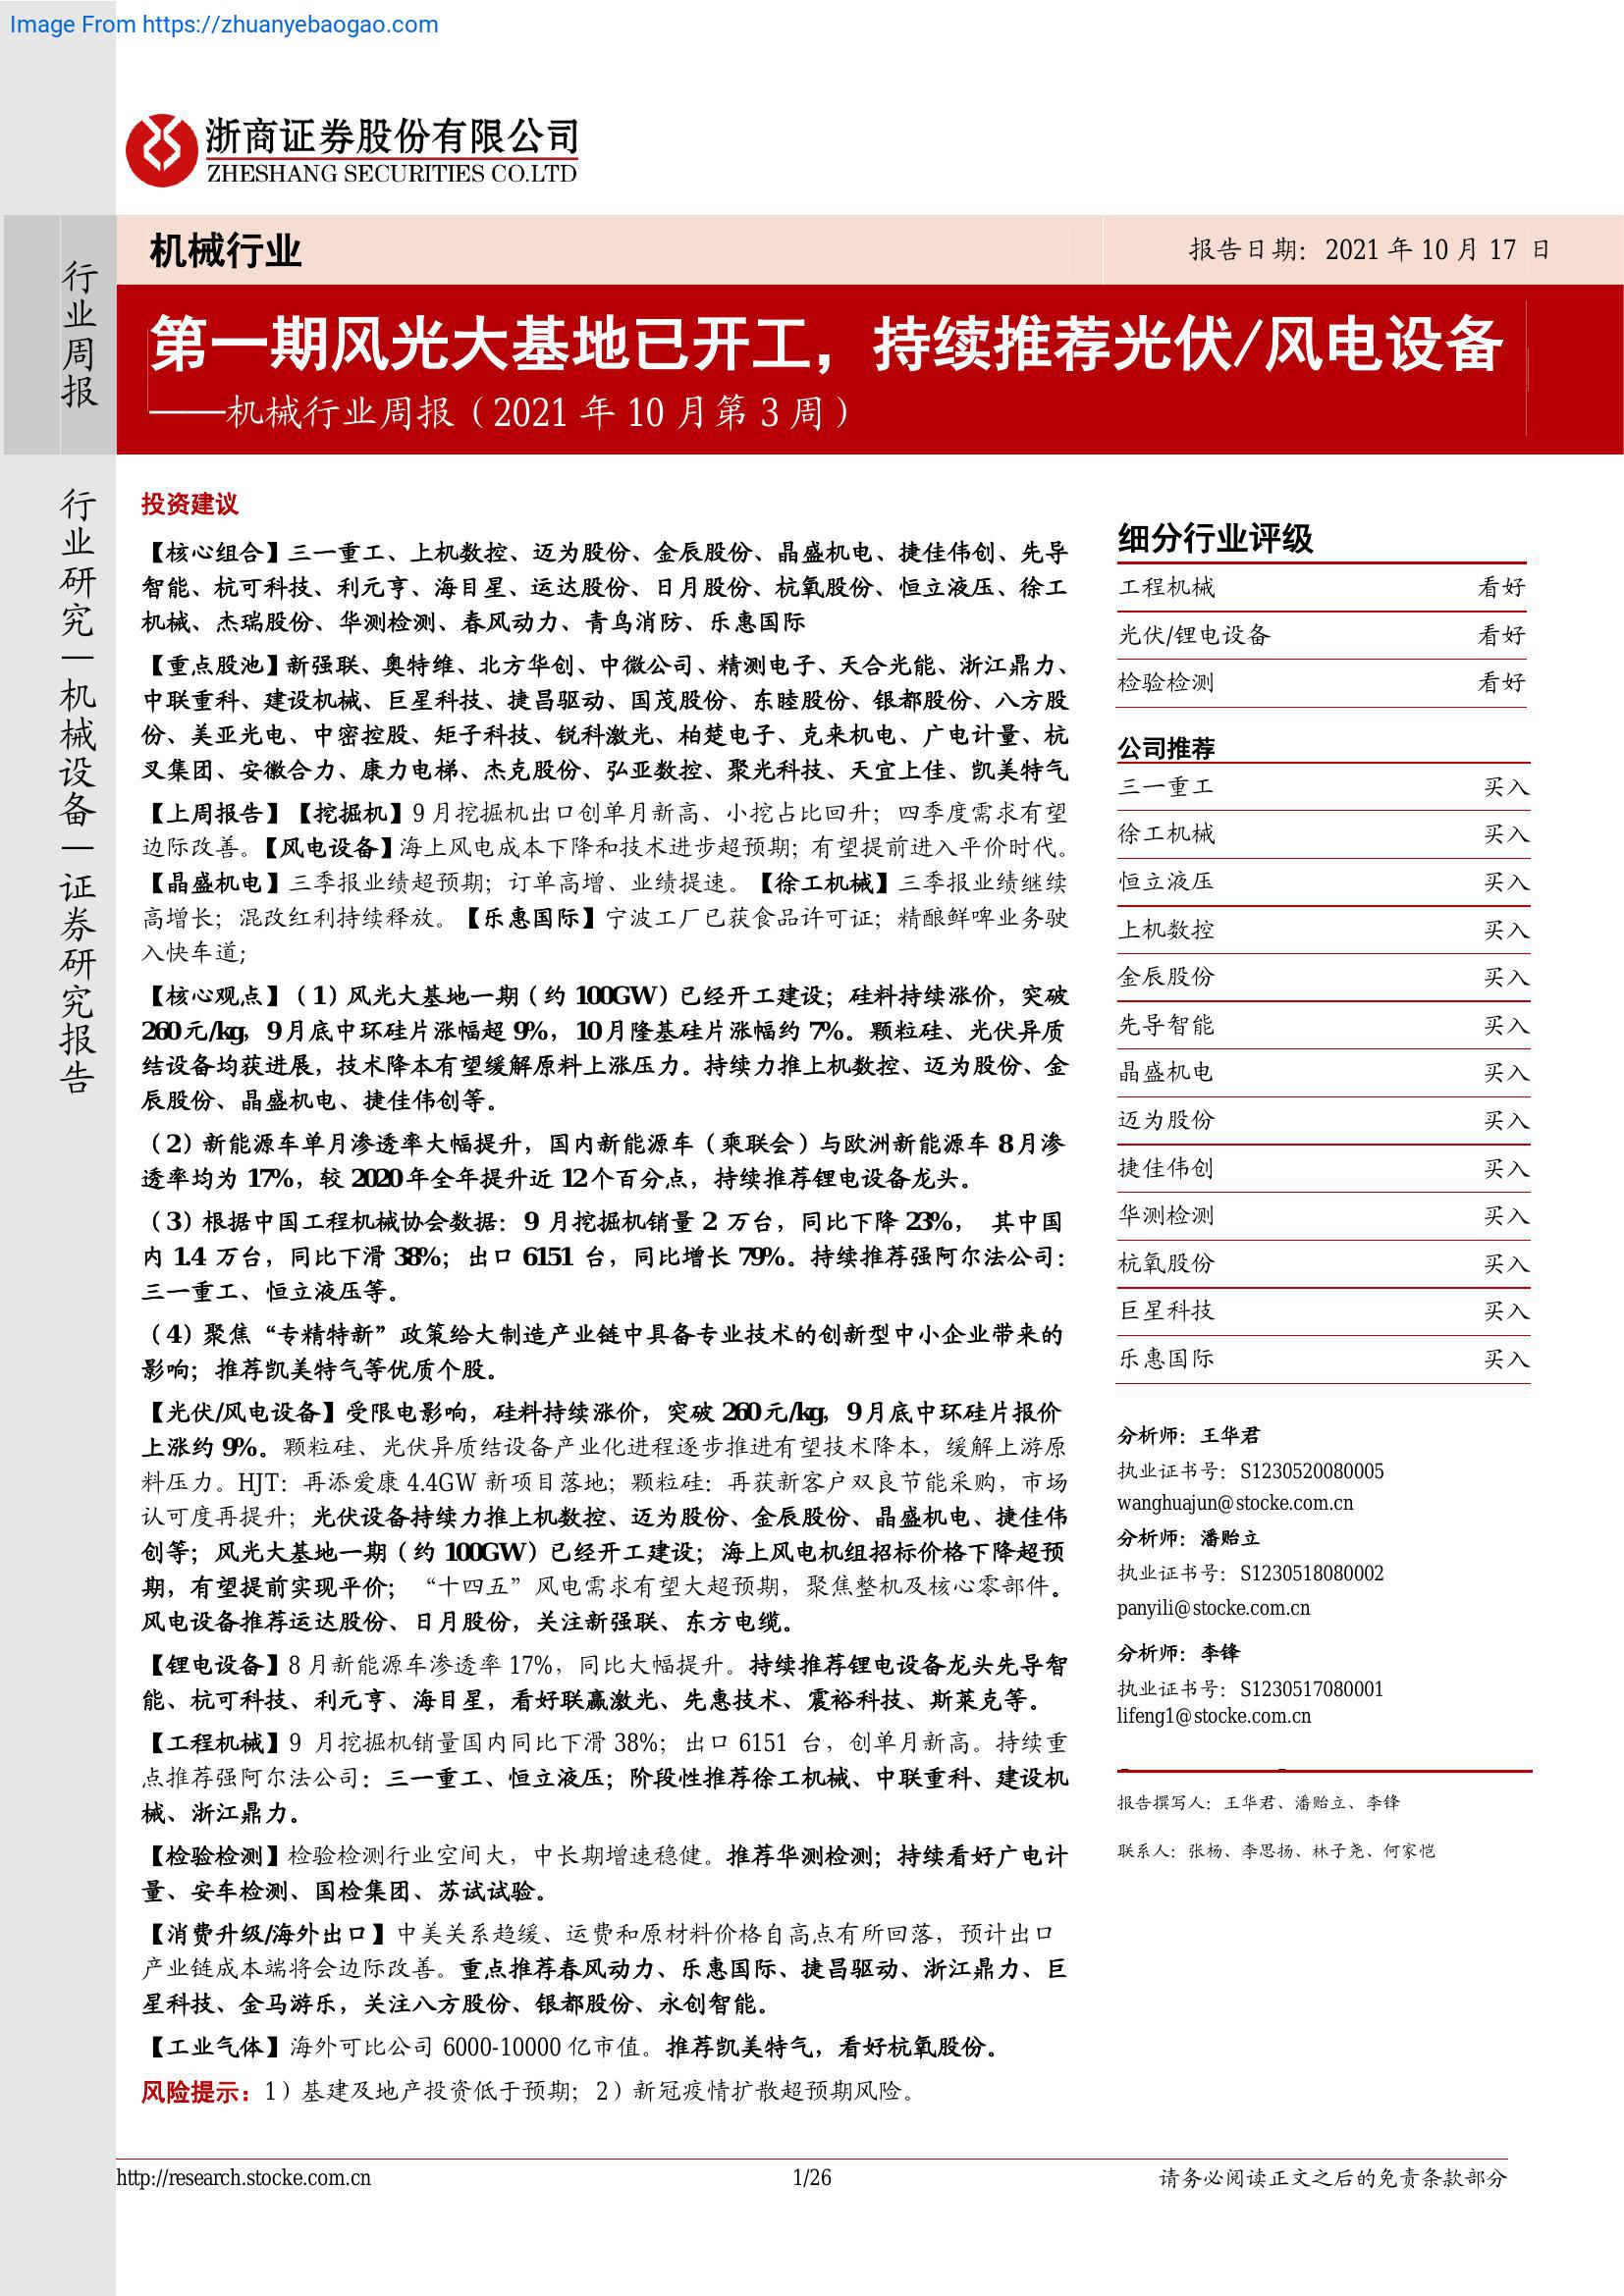 Image From https://zhuanyebaogao.com
浙商证券股份有限公司
ZHESHANG SECURITIES CO.LTD
机械行业
报告日期：2021 年 10 月 17 日
行业周报
第一期风光大基地已开工，持续推荐光伏/风电设备
——机械行业周报（2021 年 10 月第 3 周）
行业研究—机械设备—证券研究报告
投资建议
【核心组合】三一重工、上机数控、迈为股份、金辰股份、晶盛机电、捷佳伟创、先导
智能、杭可科技、利元亨、海目星、运达股份、日月股份、杭氧股份、恒立液压、徐工
机械、杰瑞股份、华测检测、春风动力、青鸟消防、乐惠国际
【重点股池】新强联、奥特维、北方华创、中微公司、精测电子、天合光能、浙江鼎力、
中联重科、建设机械、巨星科技、捷昌驱动、国茂股份、东睦股份、银都股份、八方股
份、美亚光电、中密控股、矩子科技、锐科激光、柏楚电子、克来机电、广电计量、杭
叉集团、安徽合力、康力电梯、杰克股份、弘亚数控、聚光科技、天宜上佳、凯美特气
【上周报告】【挖掘机】9 月挖掘机出口创单月新高、小挖占比回升；四季度需求有望
边际改善。【风电设备】海上风电成本下降和技术进步超预期；有望提前进入平价时代。
【晶盛机电】三季报业绩超预期；订单高增、业绩提速。【徐工机械】三季报业绩继续
高增长；混改红利持续释放。【乐惠国际】宁波工厂已获食品许可证；精酿鲜啤业务驶
入快车道；
【核心观点】（1）风光大基地一期（约 100GW）已经开工建设；硅料持续涨价，突破
260 元/kg，9 月底中环硅片涨幅超 9%，10 月隆基硅片涨幅约 7%。颗粒硅、光伏异质
结设备均获进展，技术降本有望缓解原料上涨压力。持续力推上机数控、迈为股份、金
辰股份、晶盛机电、捷佳伟创等。
（2）新能源车单月渗透率大幅提升，国内新能源车（乘联会）与欧洲新能源车 8 月渗
透率均为 17%，较 2020 年全年提升近 12 个百分点，持续推荐锂电设备龙头。
（3）根据中国工程机械协会数据：9 月挖掘机销量 2 万台，同比下降 23%， 其中国
内 1.4 万台，同比下滑 38%；出口 6151 台，同比增长 79%。持续推荐强阿尔法公司：
三一重工、恒立液压等。
（4）聚焦“专精特新”政策给大制造产业链中具备专业技术的创新型中小企业带来的
影响；推荐凯美特气等优质个股。
【光伏/风电设备】受限电影响，硅料持续涨价，突破 260 元/kg，9 月底中环硅片报价
上涨约 9%。颗粒硅、光伏异质结设备产业化进程逐步推进有望技术降本，缓解上游原
料压力。HJT：再添爱康 4.4GW 新项目落地；颗粒硅：再获新客户双良节能采购，市场
认可度再提升；光伏设备持续力推上机数控、迈为股份、金辰股份、晶盛机电、捷佳伟
创等；风光大基地一期（约 100GW）已经开工建设；海上风电机组招标价格下降超预
期，有望提前实现平价；“十四五”风电需求有望大超预期，聚焦整机及核心零部件。
风电设备推荐运达股份、日月股份，关注新强联、东方电缆。
【锂电设备】8 月新能源车渗透率 17%，同比大幅提升。持续推荐锂电设备龙头先导智
能、杭可科技、利元亨、海目星，看好联赢激光、先惠技术、震裕科技、斯莱克等。
【工程机械】9 月挖掘机销量国内同比下滑 38%；出口 6151 台，创单月新高。持续重
点推荐强阿尔法公司：三一重工、恒立液压；阶段性推荐徐工机械、中联重科、建设机
械、浙江鼎力。
【检验检测】检验检测行业空间大，中长期增速稳健。推荐华测检测；持续看好广电计
量、安车检测、国检集团、苏试试验。
【消费升级/海外出口】中美关系趋缓、运费和原材料价格自高点有所回落，预计出口
产业链成本端将会边际改善。重点推荐春风动力、乐惠国际、捷昌驱动、浙江鼎力、巨
星科技、金马游乐，关注八方股份、银都股份、永创智能。
【工业气体】海外可比公司 6000-10000 亿市值。推荐凯美特气，看好杭氧股份。
风险提示：1）基建及地产投资低于预期；2）新冠疫情扩散超预期风险。
细分行业评级
工程机械 看好
光伏/锂电设备 看好
检验检测 看好
公司推荐
三一重工 买入
徐工机械 买入
恒立液压 买入
上机数控 买入
金辰股份 买入
先导智能 买入
晶盛机电 买入
迈为股份 买入
捷佳伟创 买入
华测检测 买入
杭氧股份 买入
巨星科技 买入
乐惠国际 买入
分析师：王华君
执业证书号：S1230520080005
wanghuajun@stocke.com.cn
分析师：潘贻立
执业证书号：S1230518080002
panyili@stocke.com.cn
分析师：李锋
执业证书号：S1230517080001
lifeng1@stocke.com.cn
报告撰写人：王华君、潘贻立、李锋
联系人：张杨、李思扬、林子尧、何家恺
http://research.stocke.com.cn
1/26
请务必阅读正文之后的免责条款部分